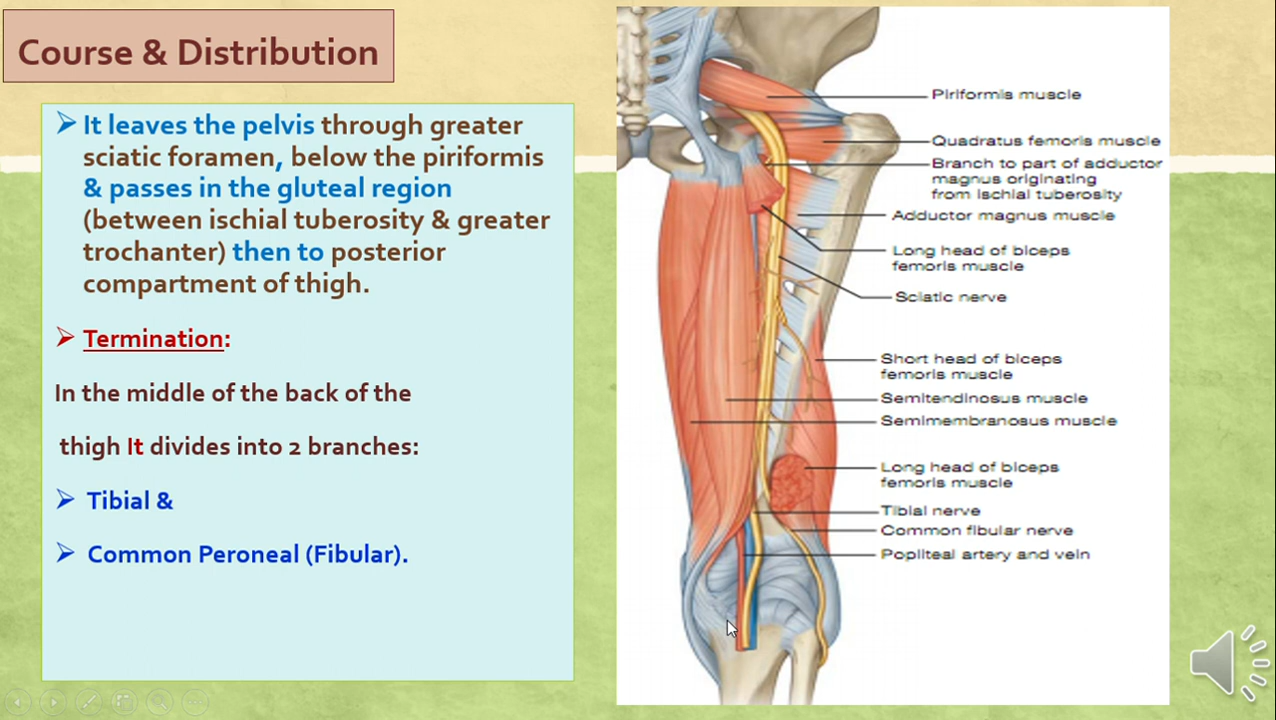 Course & Distribution
It leaves the pelvis through greater
sciatic foramen, below the piriformis
& passes in the gluteal region
(between ischial tuberosity & greater
trochanter) then to posterior
compartment of thigh.
Termination:
In the middle of the back of the
thigh It divides into 2 branches:
Tibial &
Common Peroneal (Fibular).
Piriformis muscle
Quadratus femoris muscle
Branch to part of adductor
magnus originating
from ischial tuberosity
Adductor magnus muscle
Long head of biceps
femoris muscle
Sciatic nerve
Short head of biceps
femoris muscle
Semitendinosus muscle
Semimembranosus muscle
Long head of biceps
femoris muscle
Tibial nerve
Common fibular nerve
Popliteal artery and vein